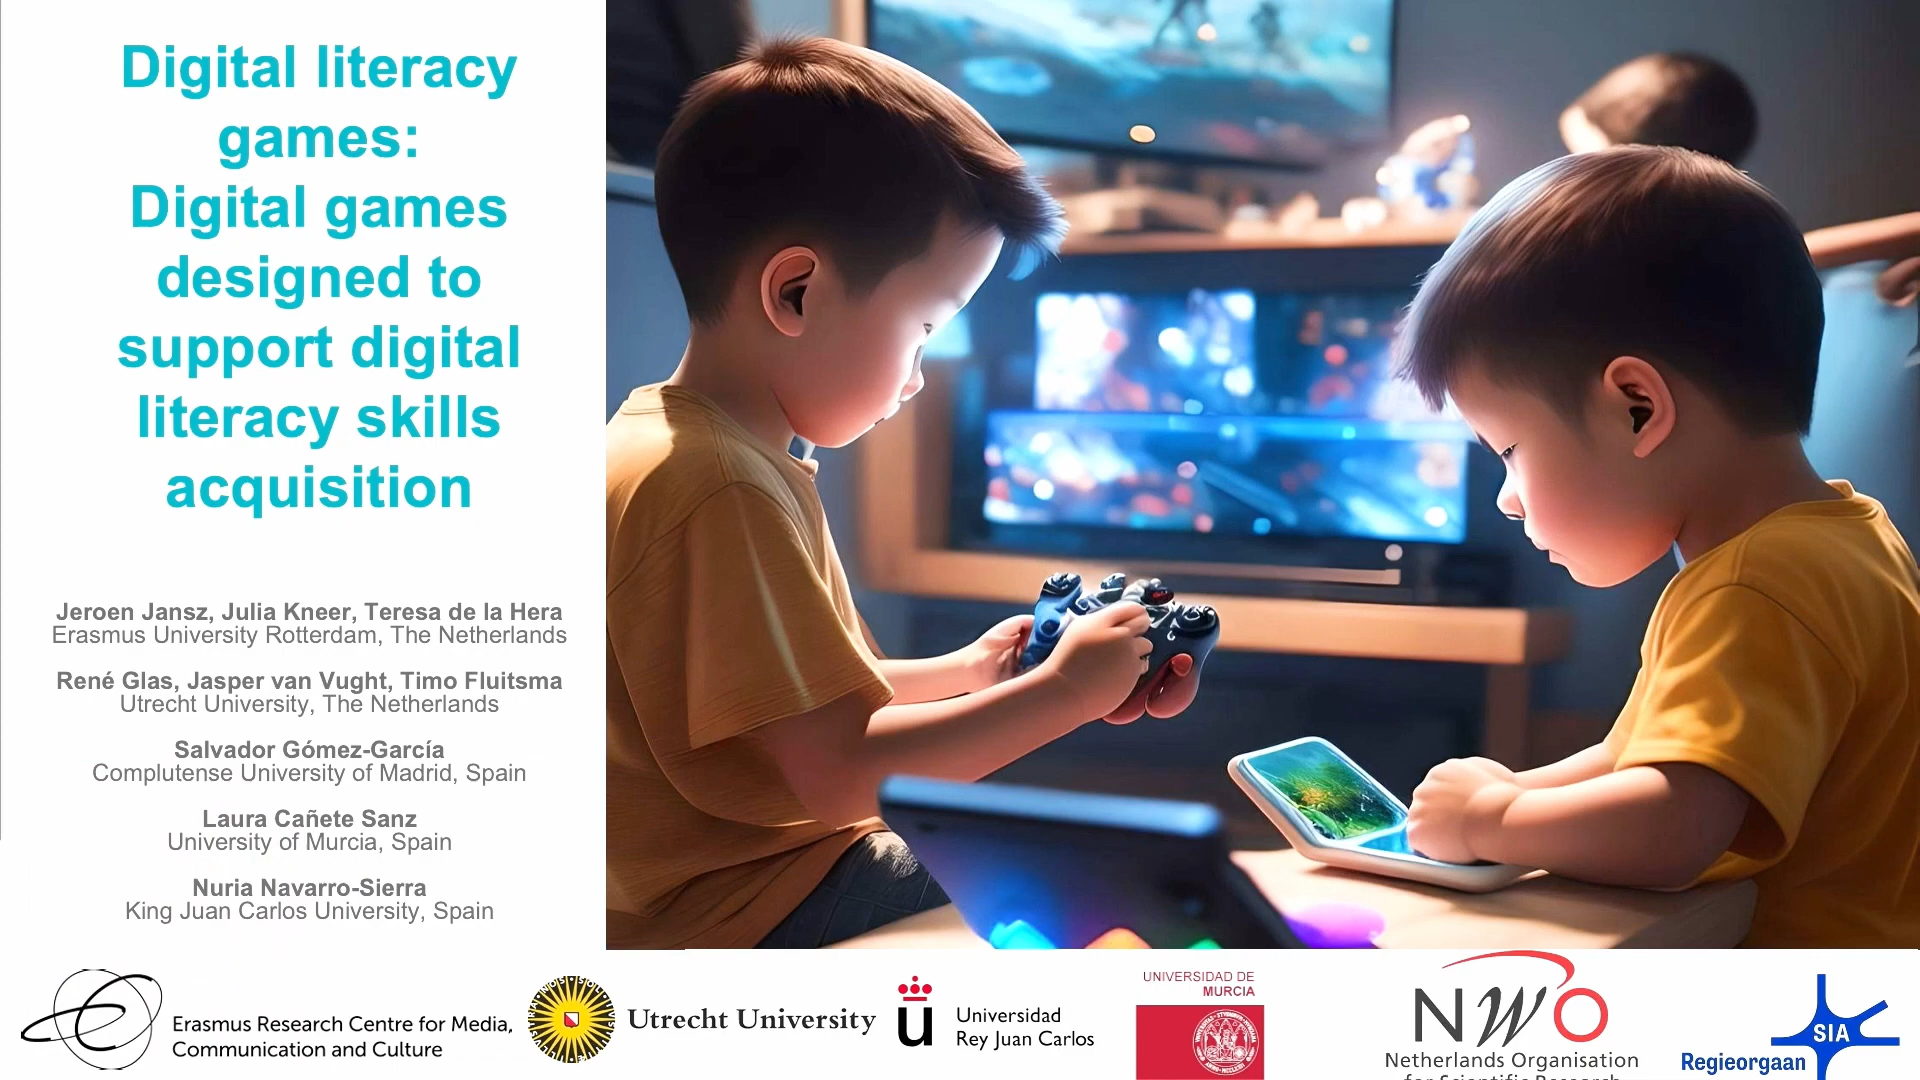 Digital literacy
games:
Digital games
designed to
support digital
literacy skills
acquisition
Jeroen Jansz, Julia Kneer, Teresa de la Hera
Erasmus University Rotterdam, The Netherlands
René Glas, Jasper van Vught, Timo Fluitsma
Utrecht University, The Netherlands
Salvador Gómez-García
Complutense University of Madrid, Spain
Laura Cañete Sanz
University of Murcia, Spain
Nuria Navarro-Sierra
King Juan Carlos University, Spain
Erasmus Research Centre for Media,
Communication and Culture
Utrecht University
u
Universidad
Rey Juan Carlos
UNIVERSIDAD DE
MURCIA
NWO
Netherlands Organisation
for Scientific Research
Regieorgaan SIA